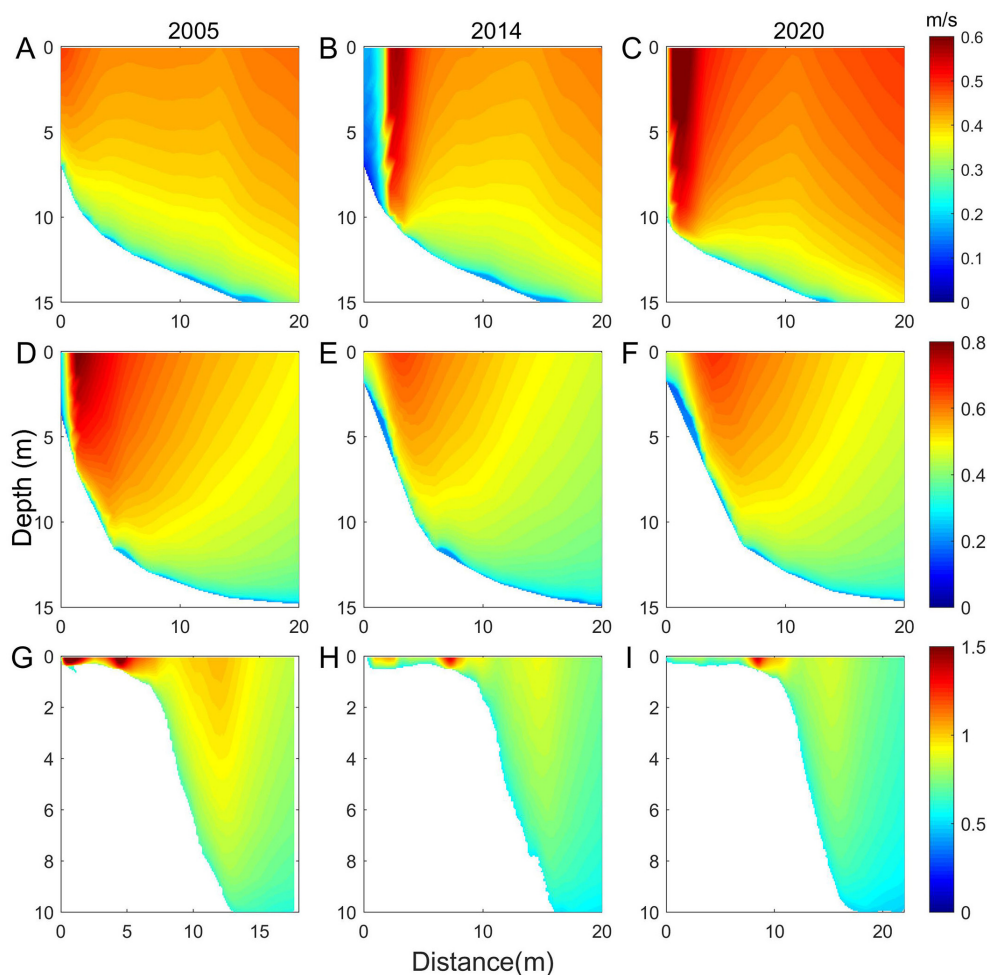 2005 2014 2020 m/s
A B C
0 0 0 0.6
0.5
5 5 5 0.4
0.3
10 10 10 0.2
0.1
15 15 15 0
0 10 20 0 10 20 0 10 20
D E F
0 0 0 0.8
5 5 5 0.6
0.4
10 10 10 0.2
15 15 15 0
0 10 20 0 10 20 0 10 20
Depth (m)
G H I
0 0 0 1.5
2 2 2
4 4 4 1
6 6 6 0.5
8 8 8
10 10 10 0
0 5 10 15 0 10 20 0 10 20
Distance(m)